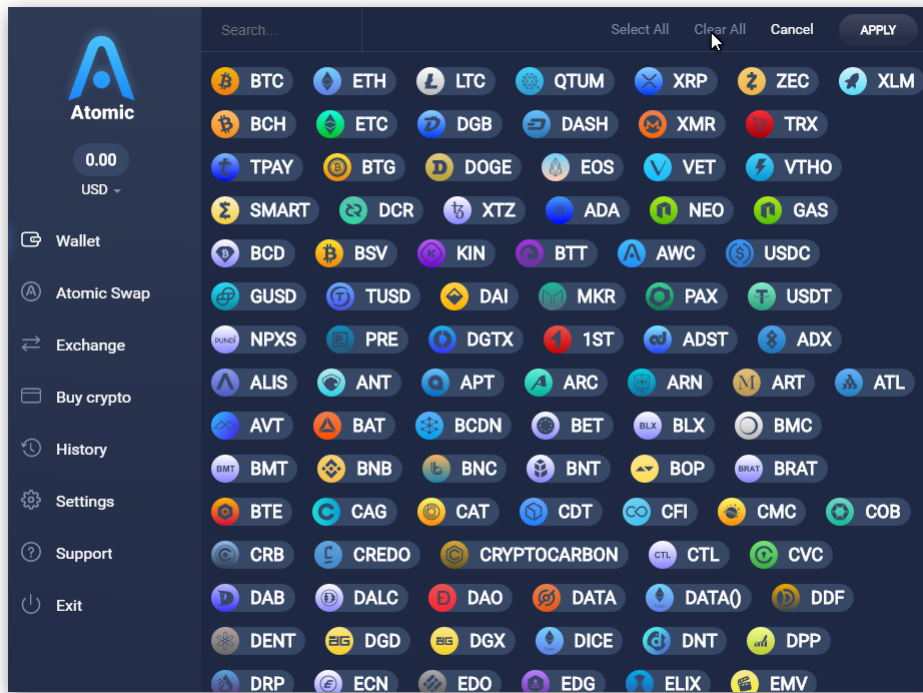 Search... Select All Clear All Cancel APPLY
Atomic
0.00
USD
Wallet
Atomic Swap
Exchange
Buy crypto
History
Settings
Support
Exit
BTC ETH LTC QTUM XRP ZEC XLM
BCH ETC DGB DASH XMR TRX
TPAY BTG DOGE EOS VET VTHO
SMART DCR XTZ ADA NEO GAS
BCD BSV KIN BTT AWC USDC
GUSD TUSD DAI MKR PAX USDT
PUNDI NPXS PRE DGTX 1ST ADST ADX
ALIS ANT APT ARC ARN ART ATL
AVT BAT BCDN BET BLX BLX BMC
BMT BMT BNB BNC BNT BOP BRAT BRAT
BTE CAG CAT CDT CFI CMC COB
CRB CREDO CRYPTOCARBON CTL CTL CVC
DAB DALC DAO DATA DATA() DDF
DENT DGD DGX DICE DNT DPP
DRP ECN EDO EDG ELIX EMV